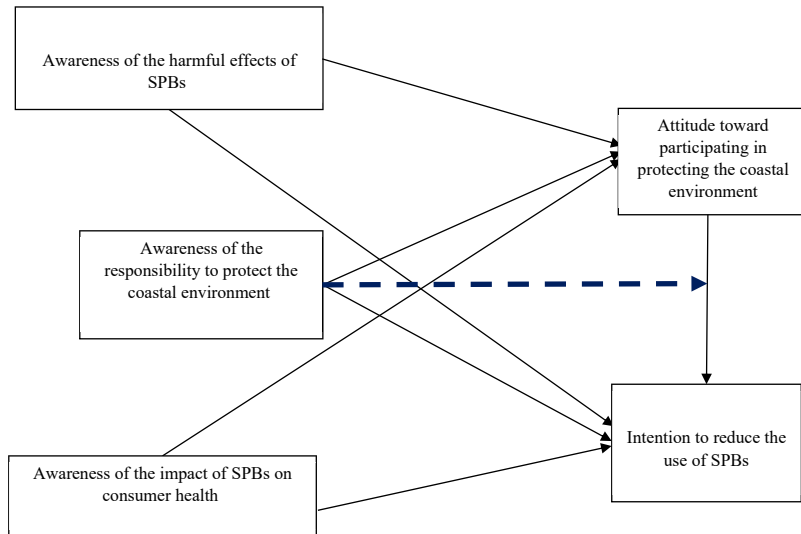 Awareness of the harmful effects of
SPBs
Attitude toward
participating in
protecting the coastal
environment
Awareness of the
responsibility to protect the
coastal environment
Intention to reduce the
use of SPBs
Awareness of the impact of SPBs on
consumer health